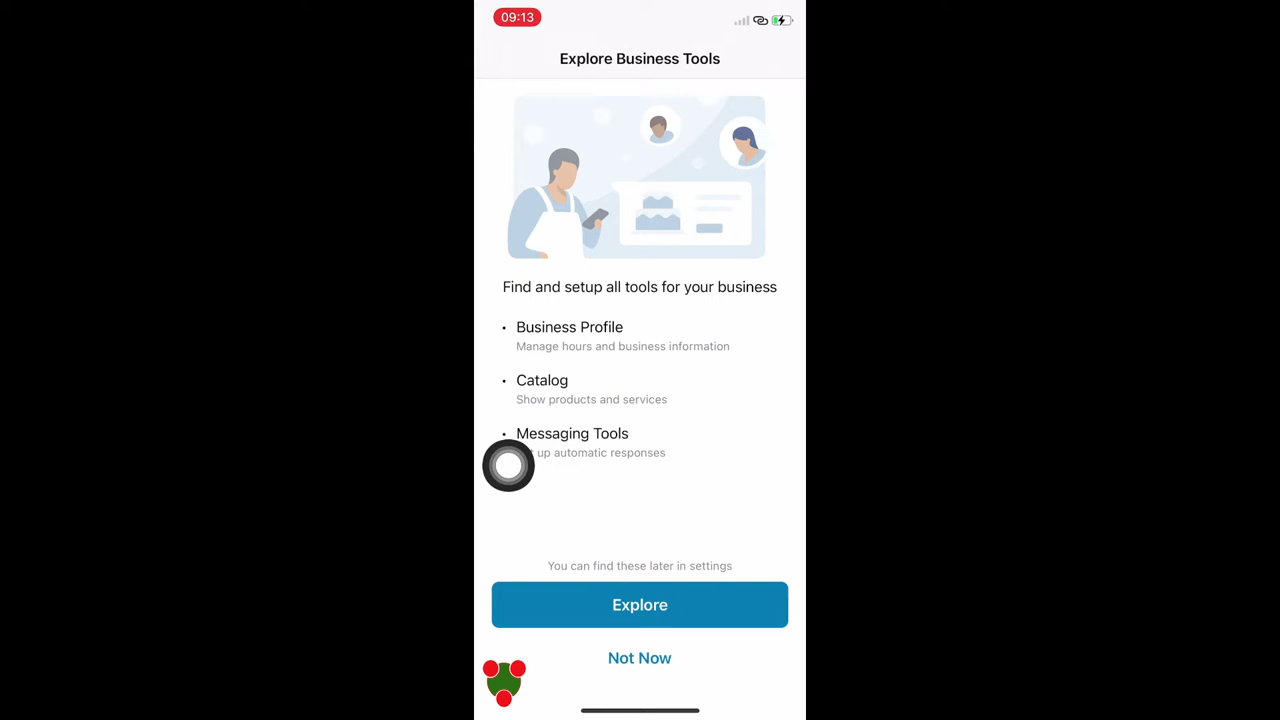 09:13
Explore Business Tools
Find and setup all tools for your business
• Business Profile
Manage hours and business information
• Catalog
Show products and services
• Messaging Tools
up automatic responses
You can find these later in settings
Explore
Not Now